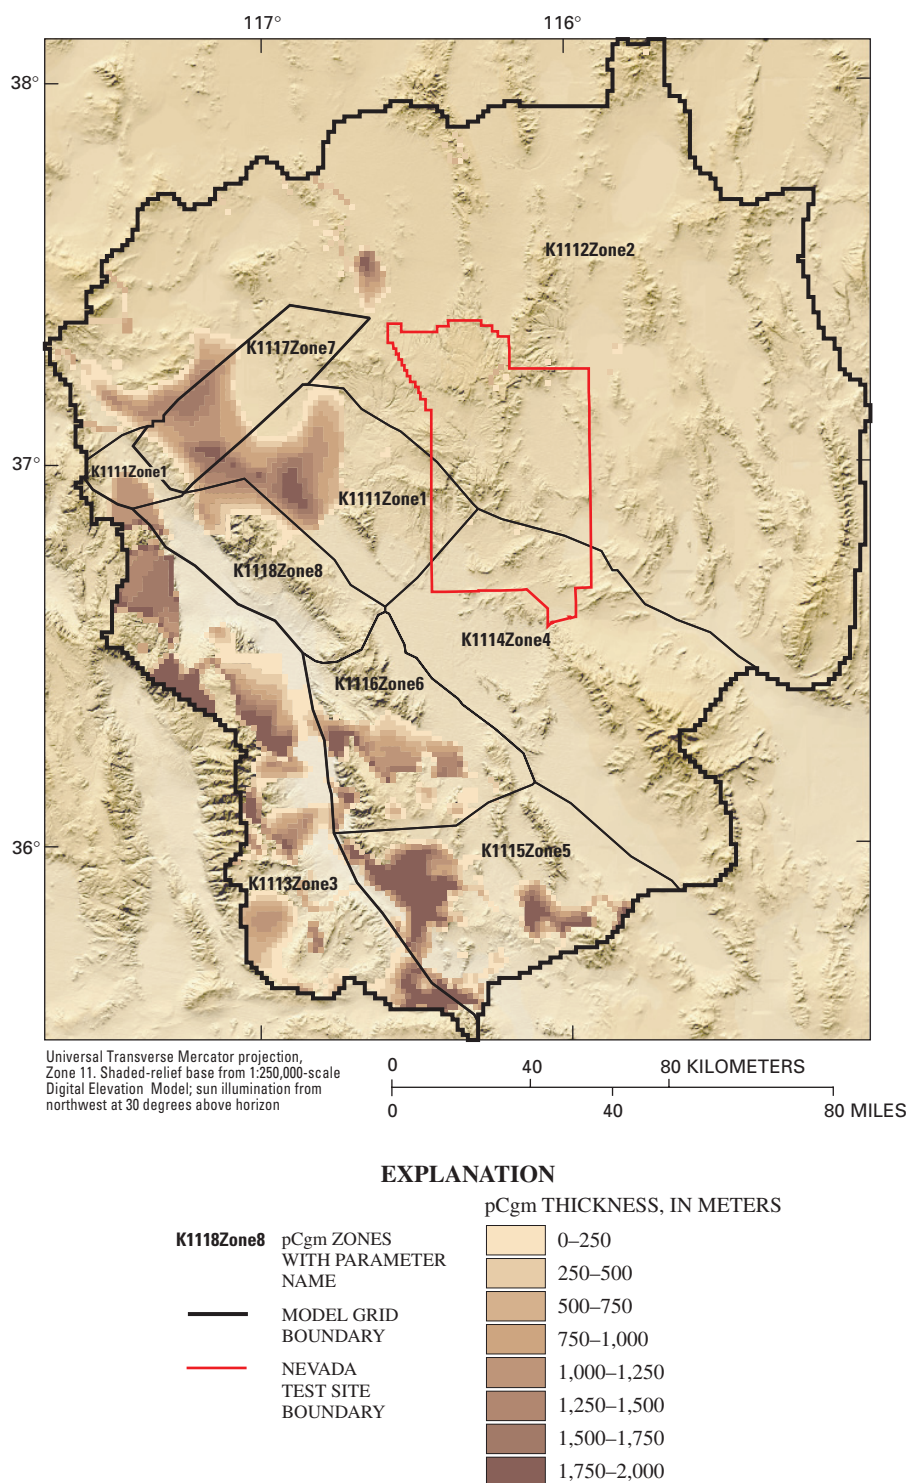 117°
116°
38°
K1112Zone2
K1117Zone7
37°
K1111Zone1
K1111Zone1
K1118Zone8
K1114Zone4
K1116Zone6
36°
K1115Zone5
K1113Zone3
Universal Transverse Mercator projection,
Zone 11. Shaded-relief base from 1:250,000-scale
Digital Elevation Model; sun illumination from
northwest at 30 degrees above horizon
0 40 80 KILOMETERS
0 40 80 MILES
EXPLANATION
K1118Zone8 pCgm ZONES
WITH PARAMETER
NAME
MODEL GRID
BOUNDARY
NEVADA
TEST SITE
BOUNDARY
pCgm THICKNESS, IN METERS
0–250
250–500
500–750
750–1,000
1,000–1,250
1,250–1,500
1,500–1,750
1,750–2,000